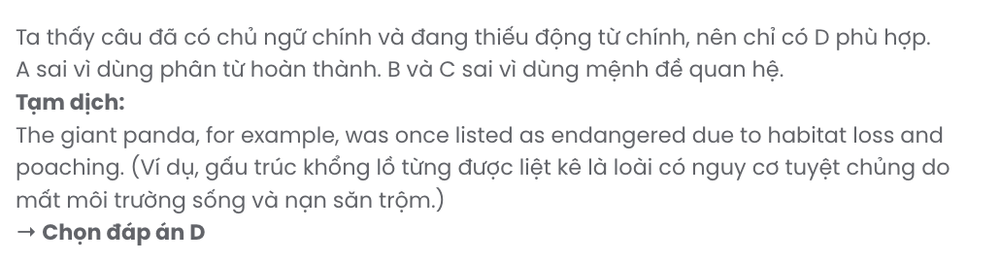 Ta thấy câu đã có chủ ngữ chính và đang thiếu động từ chính, nên chỉ có D phù hợp.
A sai vì dùng phân từ hoàn thành. B và C sai vì dùng mệnh đề quan hệ.
Tạm dịch:
The giant panda, for example, was once listed as endangered due to habitat loss and
poaching. (Ví dụ, gấu trúc khổng lồ từng được liệt kê là loài có nguy cơ tuyệt chủng do
mất môi trường sống và nạn săn trộm.)
→ Chọn đáp án D